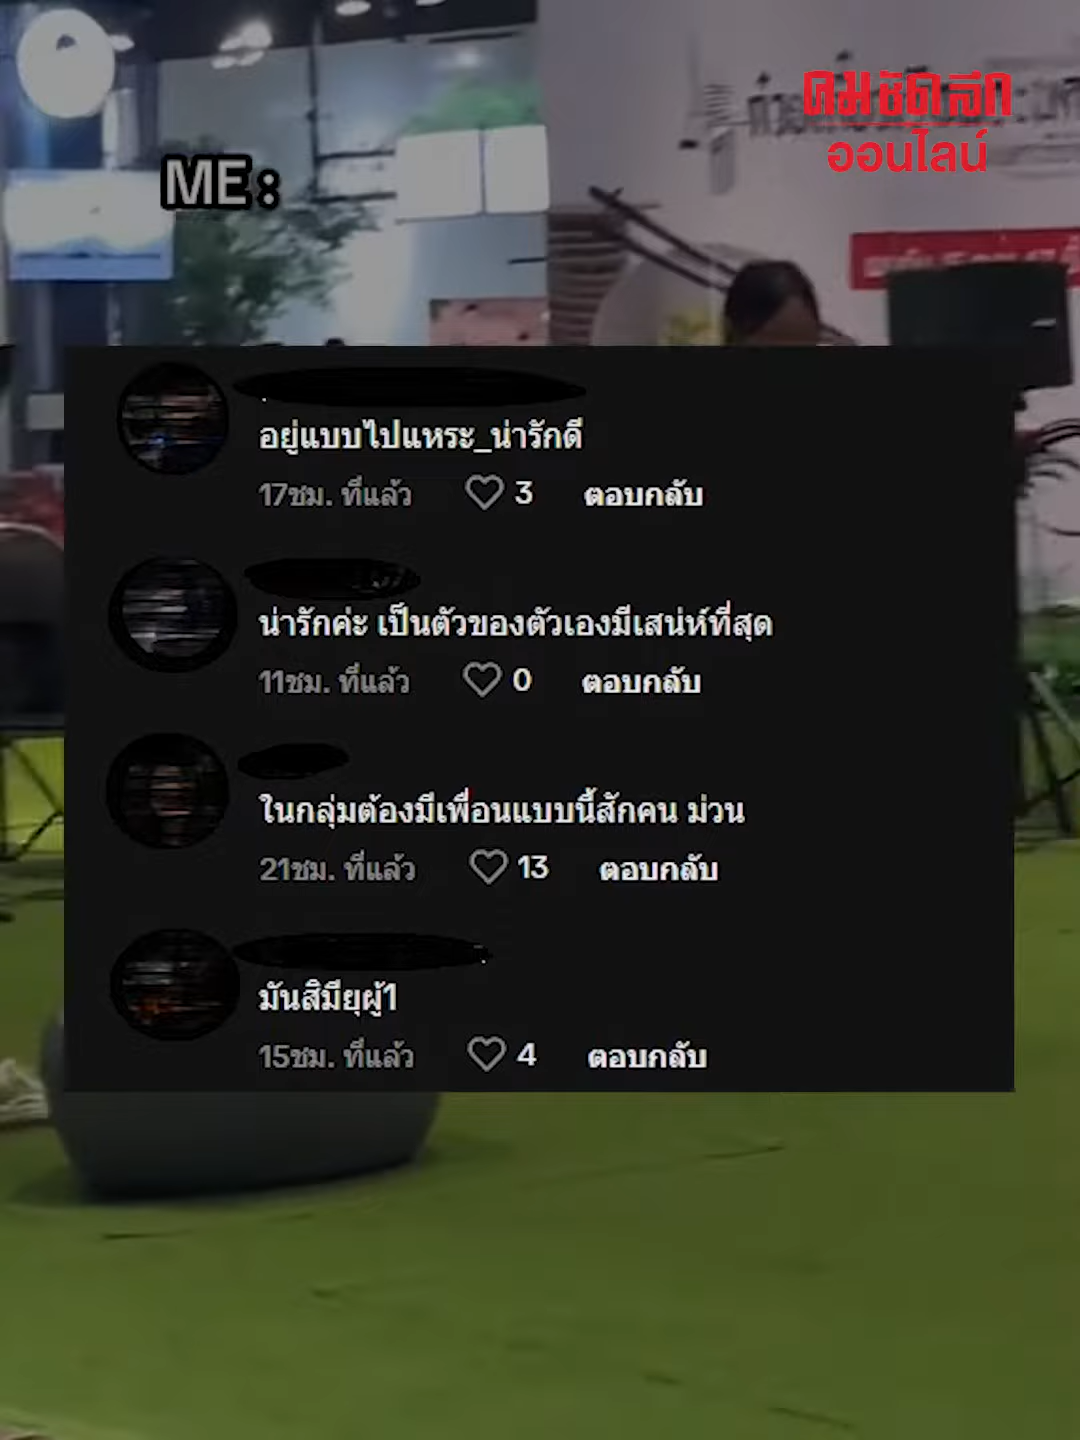 คมชัดลึก
ออนไลน์
ME :
อยู่แบบไปแหระ_น่ารักดี
17ชม. ที่แล้ว 3 ตอบกลับ
น่ารักค่ะ เป็นตัวของตัวเองมีเสน่ห์ที่สุด
11ชม. ที่แล้ว 0 ตอบกลับ
ในกลุ่มต้องมีเพื่อนแบบนี้สักคน ม่วน
21ชม. ที่แล้ว 13 ตอบกลับ
มันสิมียุผู้1
15ชม. ที่แล้ว 4 ตอบกลับ